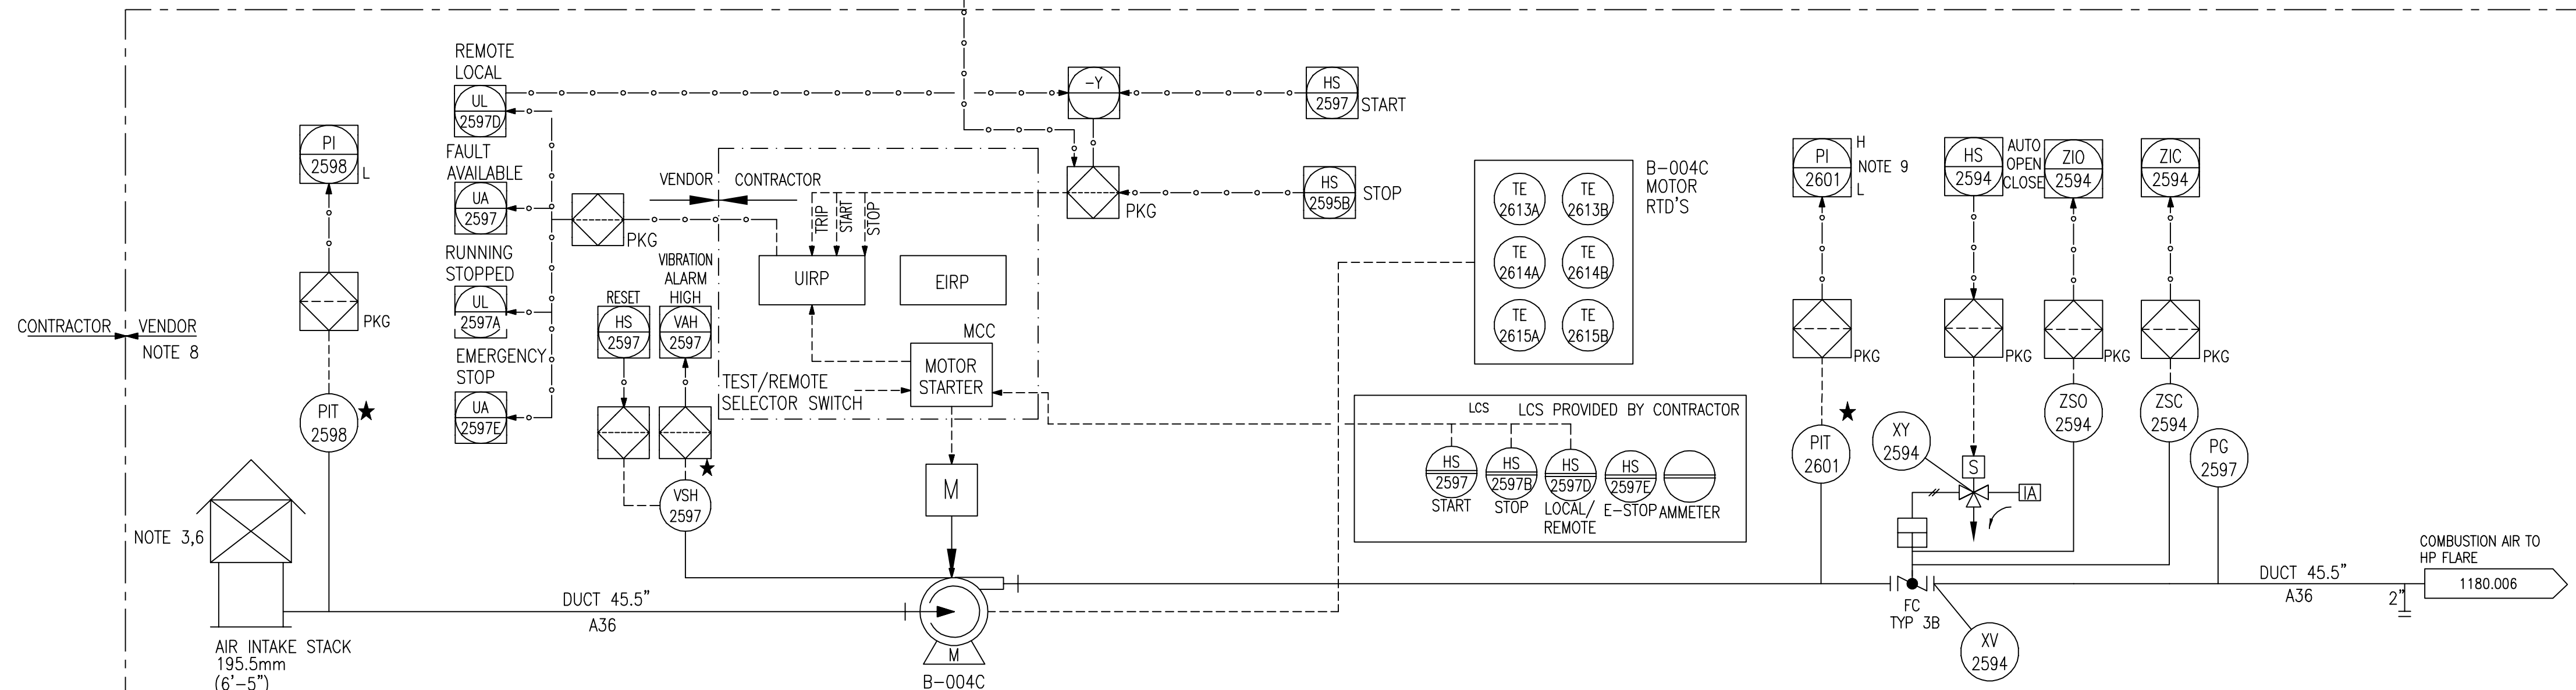 REMOTE
LOCAL
UL
2597D
FAULT
AVAILABLE
UA
2597
RUNNING
STOPPED
UL
2597A
EMERGENCY
STOP
UA
2597E
PI
2598
L
PKG
PIT
2598
CONTRACTOR
VENDOR
NOTE 8
NOTE 3,6
AIR INTAKE STACK
195.5mm
(6'-5")
DUCT 45.5"
A36
PKG
RESET
HS
2597
VIBRATION
ALARM
HIGH
VAH
2597
VSH
2597
VENDOR
CONTRACTOR
TRIP
START
STOP
UIRP
EIRP
MCC
MOTOR
STARTER
TEST/REMOTE
SELECTOR SWITCH
M
M
B-004C
-Y
HS
2597
START
PKG
HS
2595B
STOP
B-004C
MOTOR
RTD'S
TE
2613A
TE
2613B
TE
2614A
TE
2614B
TE
2615A
TE
2615B
LCS
LCS PROVIDED BY CONTRACTOR
HS
2597
START
HS
2597B
STOP
HS
2597D
LOCAL/
REMOTE
HS
2597E
E-STOP
AMMETER
PI
2601
H
NOTE 9
L
PKG
PIT
2601
HS
2594
AUTO
OPEN
CLOSE
PKG
XY
2594
S
IA
ZIO
2594
PKG
ZSO
2594
ZIC
2594
PKG
ZSC
2594
PG
2597
FC
TYP 3B
XV
2594
DUCT 45.5"
A36
2"
COMBUSTION AIR TO
HP FLARE
1180.006